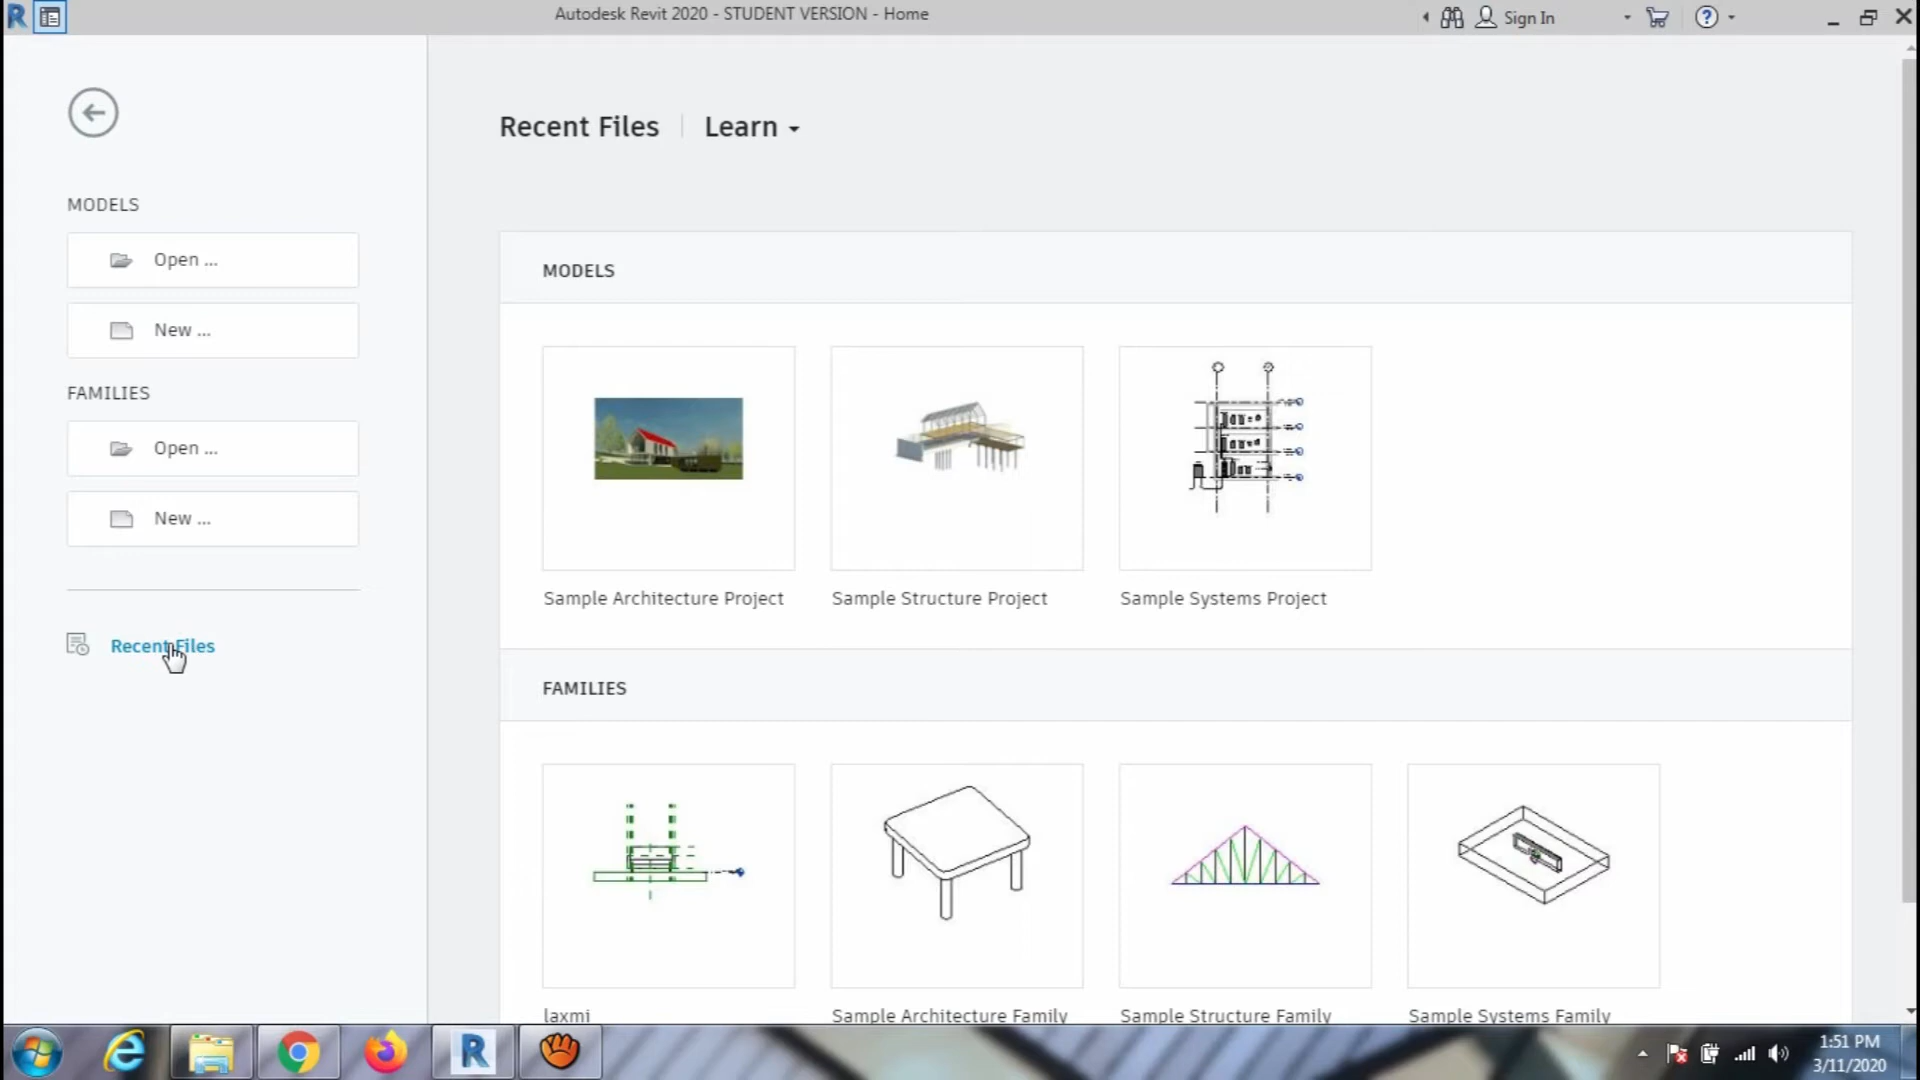 Autodesk Revit 2020 - STUDENT VERSION - Home
Sign In
Recent Files
Learn
MODELS
Open ...
New ...
FAMILIES
Open ...
New ...
Recent Files
MODELS
Sample Architecture Project
Sample Structure Project
Sample Systems Project
FAMILIES
laxmi
Sample Architecture Family
Sample Structure Family
Sample Systems Family
1:51 PM
3/11/2020